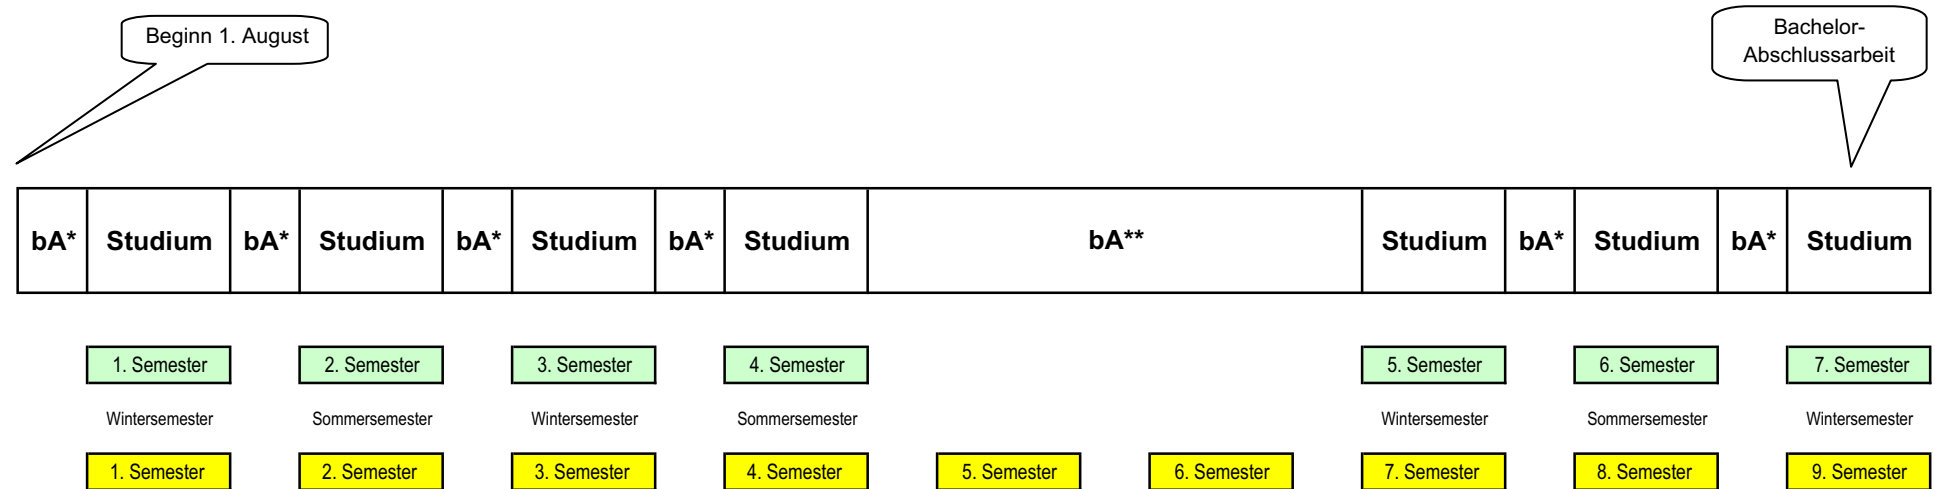 Beginn 1. August
Bachelor-
Abschlussarbeit
bA* Studium bA* Studium bA* Studium bA* Studium bA** Studium bA* Studium bA* Studium
1. Semester 2. Semester 3. Semester 4. Semester 5. Semester 6. Semester 7. Semester
Wintersemester Sommersemester Wintersemester Sommersemester Wintersemester Sommersemester Wintersemester
1. Semester 2. Semester 3. Semester 4. Semester 5. Semester 6. Semester 7. Semester 8. Semester 9. Semester